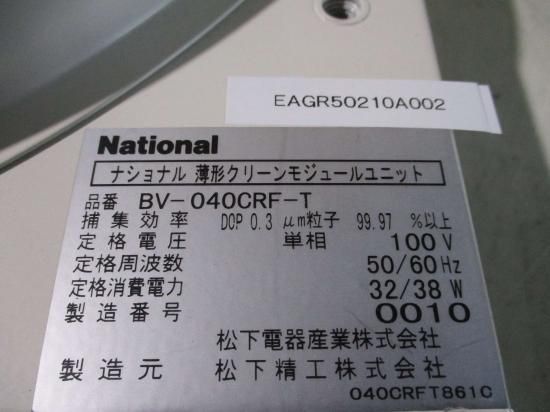 EAGR50210A002
National
ナショナル 薄形クリーンモジュールユニット
品番 BV-040CRF-T
捕集効率 DOP 0.3 μm粒子 99.97 %以上
定格電圧 単相 100 V
定格周波数 50/60 Hz
定格消費電力 32/38 W
製造番号 0010
松下電器産業株式会社
製造元 松下精工株式会社
040CRFT861C